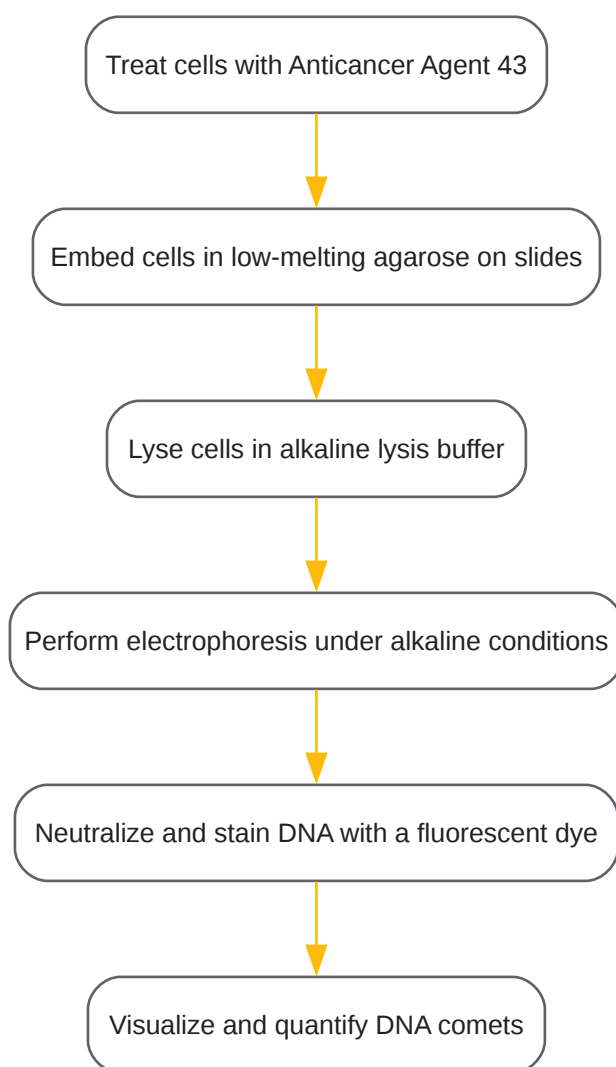 Treat cells with Anticancer Agent 43
Embed cells in low-melting agarose on slides
Lyse cells in alkaline lysis buffer
Perform electrophoresis under alkaline conditions
Neutralize and stain DNA with a fluorescent dye
Visualize and quantify DNA comets